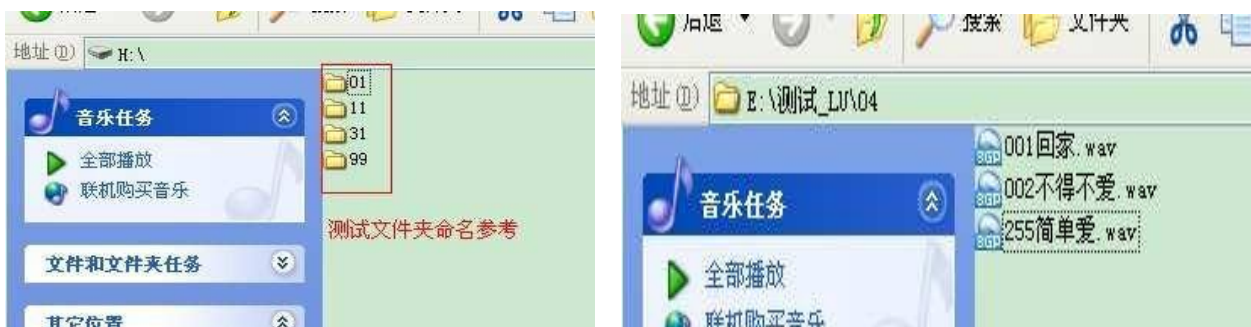 地址(D) H:\
01
11
31
99
音乐任务
全部播放
联机购买音乐
测试文件夹命名参考
文件和文件夹任务
其它位置
后退 搜索 文件夹
地址(D) E:\测试_LU\04
001回家.wav
002不得不爱.wav
255简单爱.wav
音乐任务
全部播放
联机购买音乐